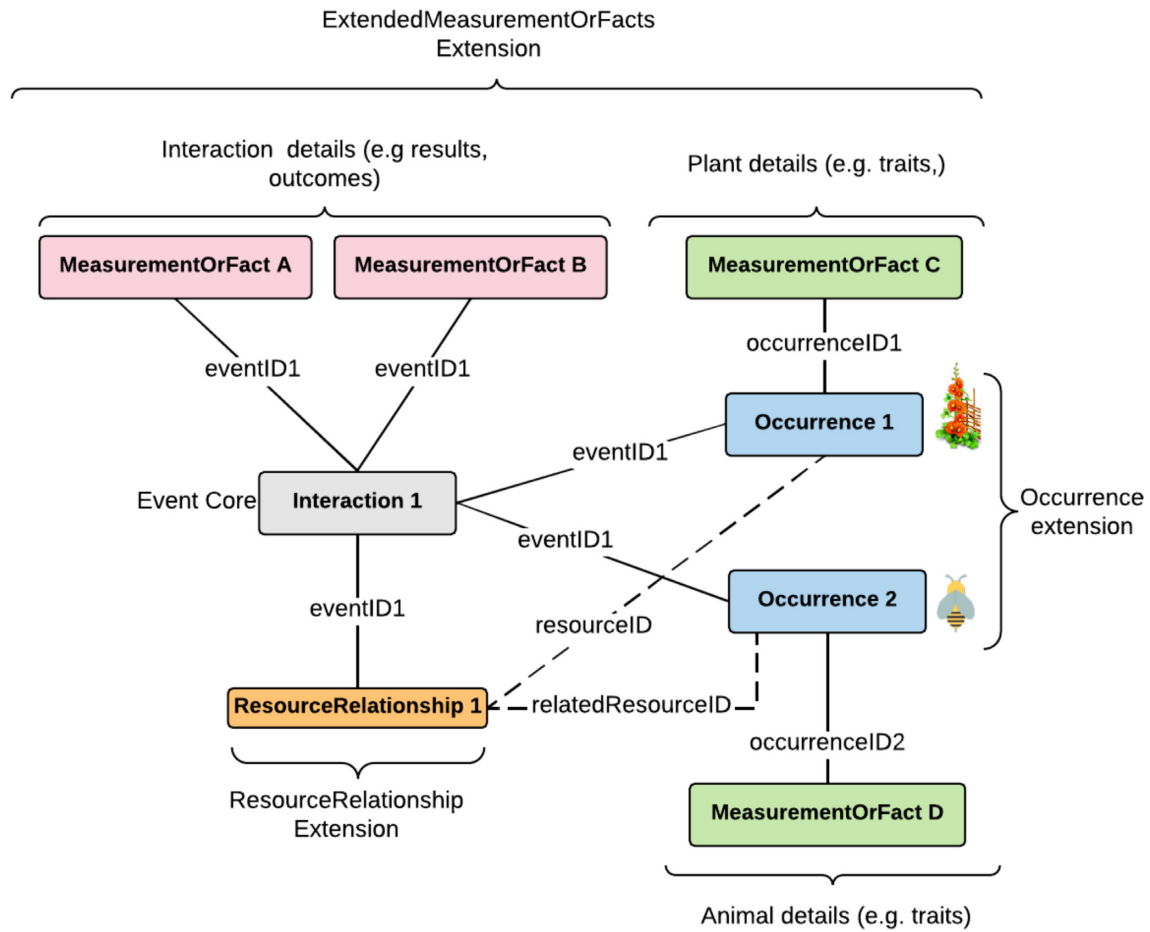 ExtendedMeasurementOrFacts
Extension
Interaction details (e.g results,
outcomes)
Plant details (e.g. traits,)
MeasurementOrFact A
MeasurementOrFact B
MeasurementOrFact C
eventID1
eventID1
occurrenceID1
Occurrence 1
eventID1
Event Core
Interaction 1
Occurrence
extension
eventID1
eventID1
Occurrence 2
resourceID
ResourceRelationship 1
relatedResourceID
occurrenceID2
ResourceRelationship
Extension
MeasurementOrFact D
Animal details (e.g. traits)